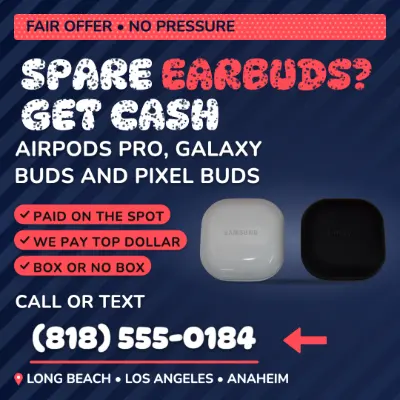 FAIR OFFER • NO PRESSURE
SPARE EARBUDS?
GET CASH
AIRPODS PRO, GALAXY
BUDS AND PIXEL BUDS
PAID ON THE SPOT
WE PAY TOP DOLLAR
BOX OR NO BOX
SAMSUNG
CALL OR TEXT
(818) 555-0184
LONG BEACH • LOS ANGELES • ANAHEIM